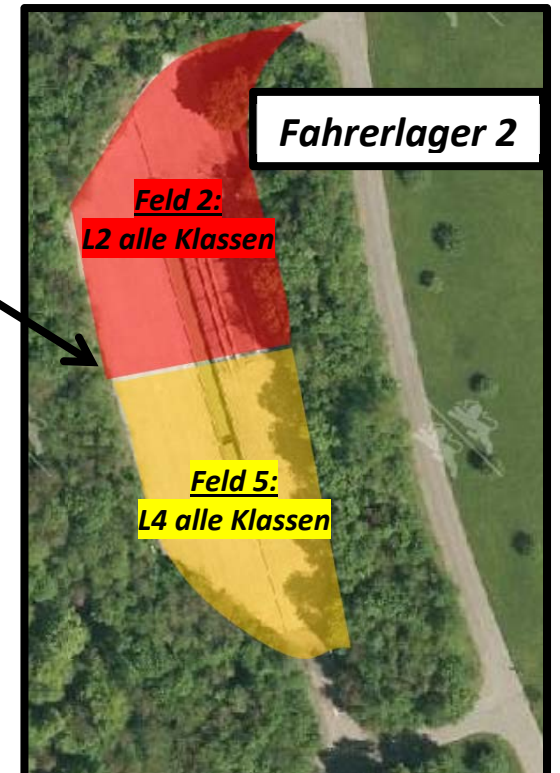 Fahrerlager 2
Feld 2:
L2 alle Klassen
Feld 5:
L4 alle Klassen